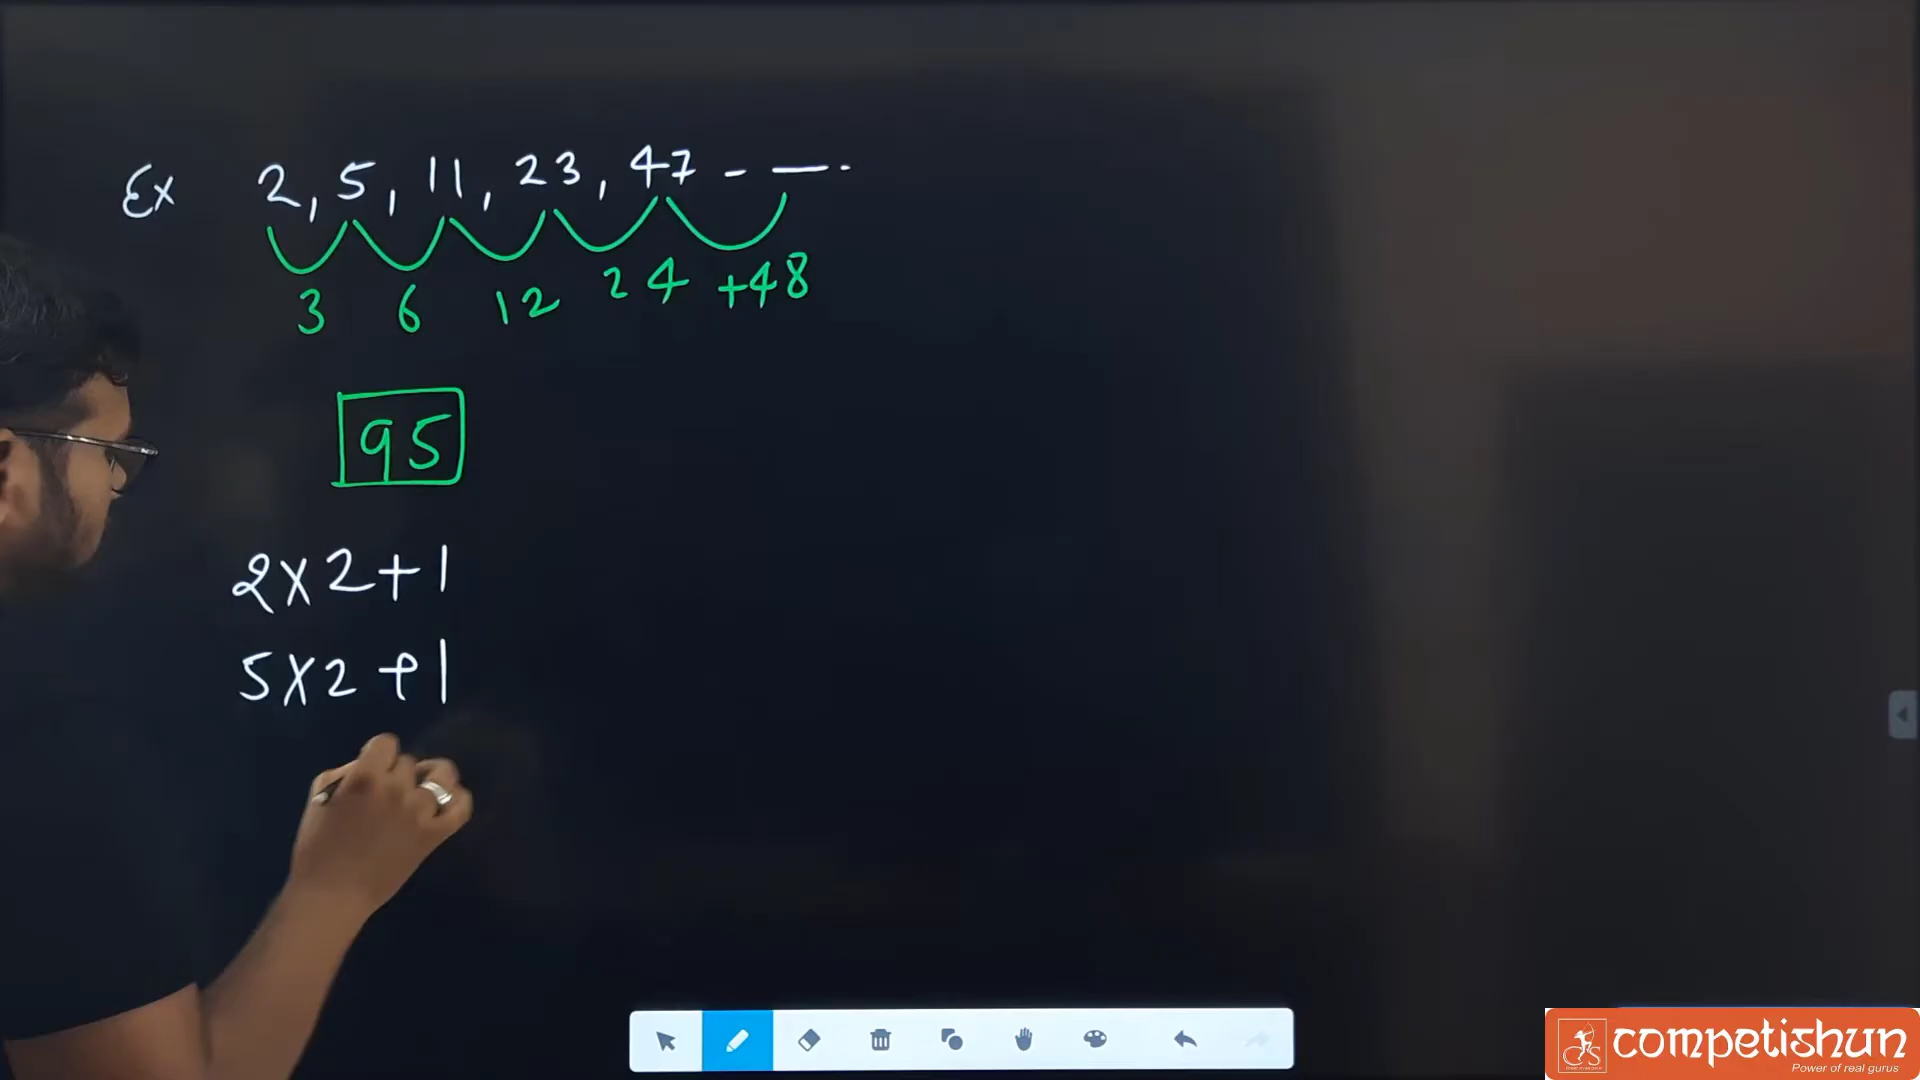 Ex 2, 5, 11, 23, 47 - —.
3 6 12 24 +48
95
2x2+1
5x2+1
competishun
Power of real gurus